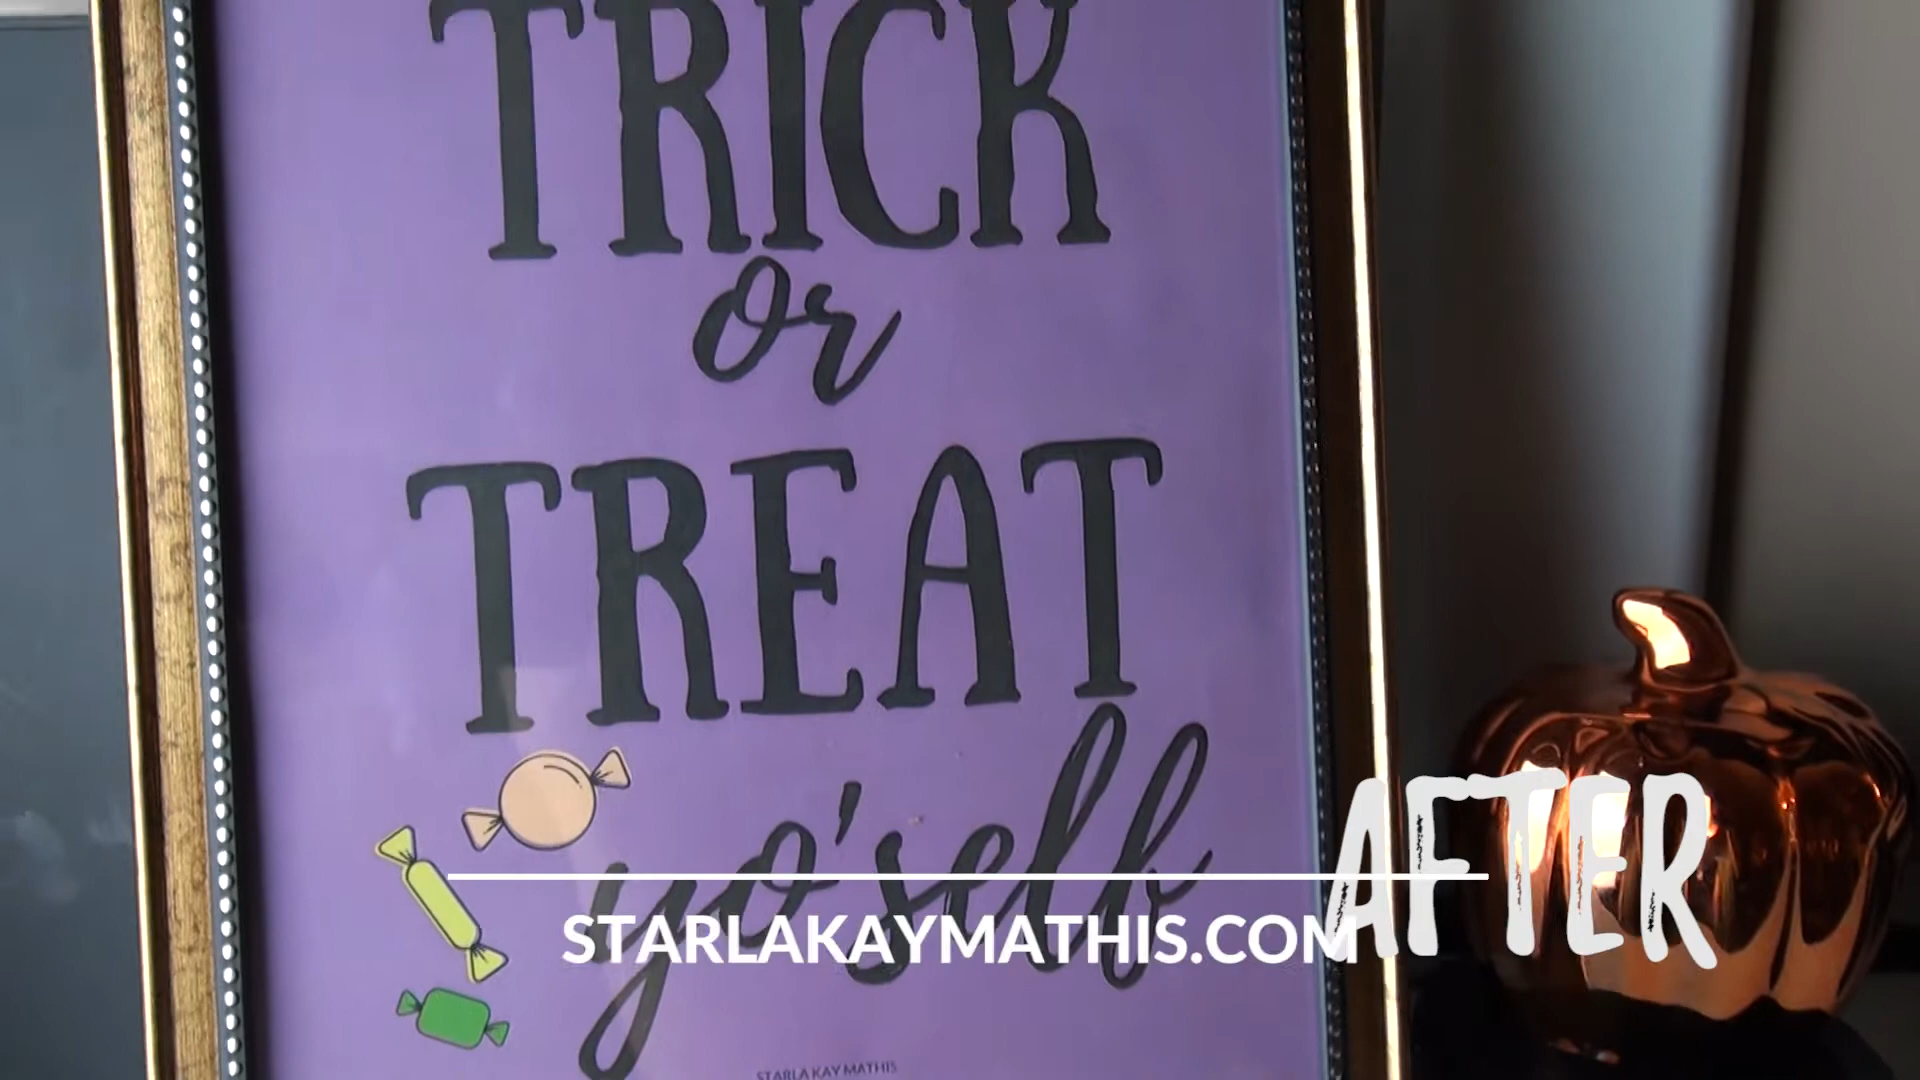 TRICK
or
TREAT
yo'self
STARLAKAYMATHIS.COM
AFTER
STARLA KAY MATHIS